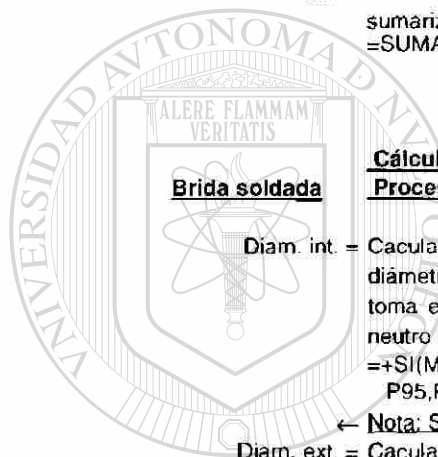 sumariz
=SUMA
ALERE FLAMMAM
VERITATIS
Cálcul
Brida soldada Proces
Diam. int. = Cacula
diámetr
toma e
neutro
=+SI(M
P95,F
← Nota: S
Diam. ext. = Cacula